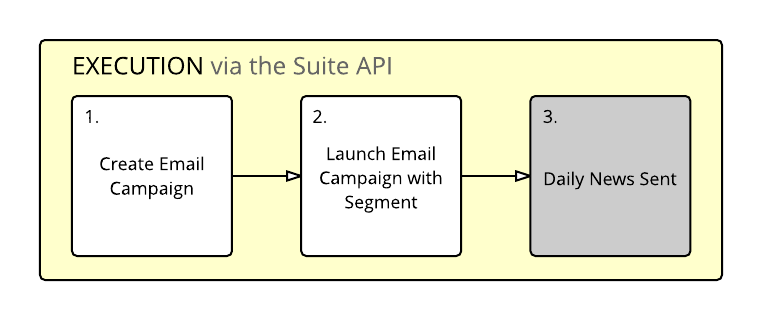 EXECUTION via the Suite API
1.
Create Email
Campaign
2.
Launch Email
Campaign with
Segment
3.
Daily News Sent